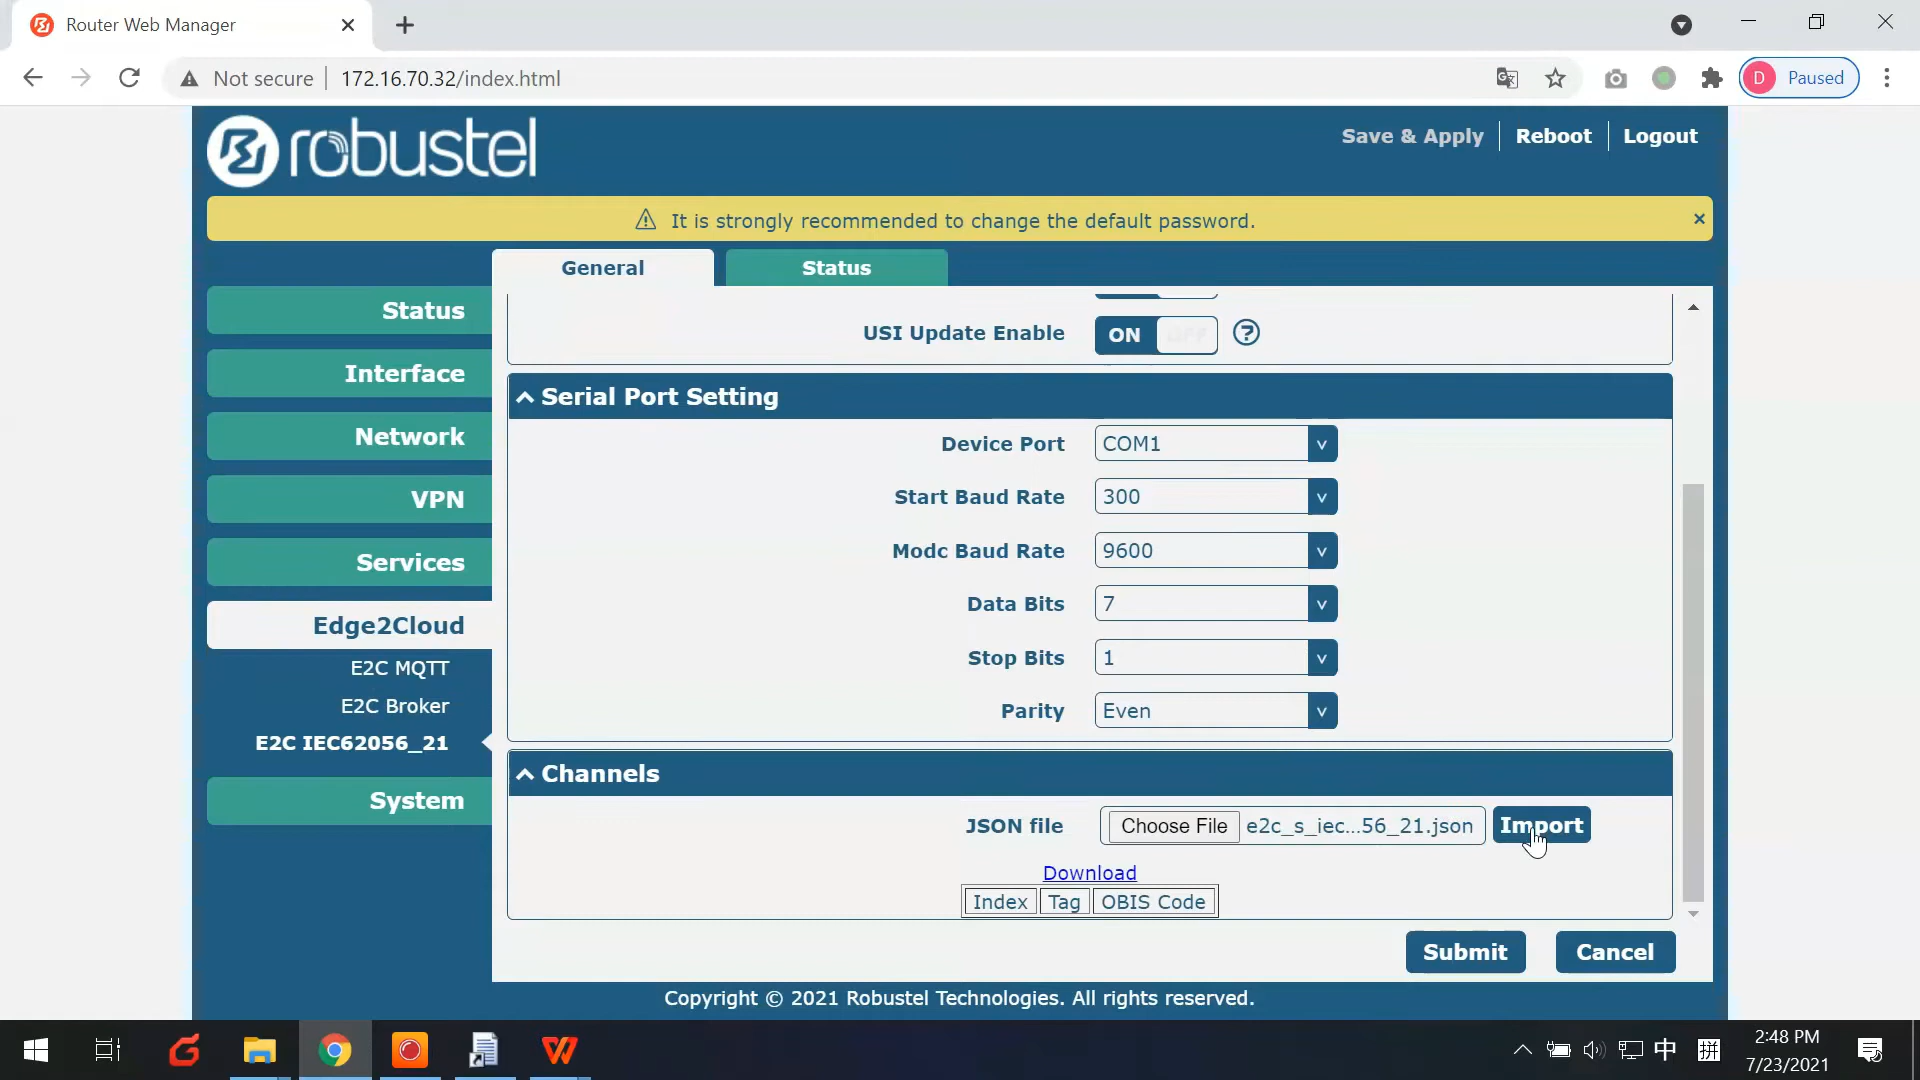 Router Web Manager
Not secure
172.16.70.32/index.html
D
Paused
robustel
Save & Apply
Reboot
Logout
It is strongly recommended to change the default password.
General
Status
Status
Interface
Network
VPN
Services
Edge2Cloud
E2C MQTT
E2C Broker
E2C IEC62056_21
System
USI Update Enable
ON
OFF
Serial Port Setting
Device Port
COM1
Start Baud Rate
300
Modc Baud Rate
9600
Data Bits
7
Stop Bits
1
Parity
Even
Channels
JSON file
Choose File
e2c_s_iec...56_21.json
Import
Download
Index
Tag
OBIS Code
Submit
Cancel
Copyright © 2021 Robustel Technologies. All rights reserved.
中
拼
2:48 PM
7/23/2021